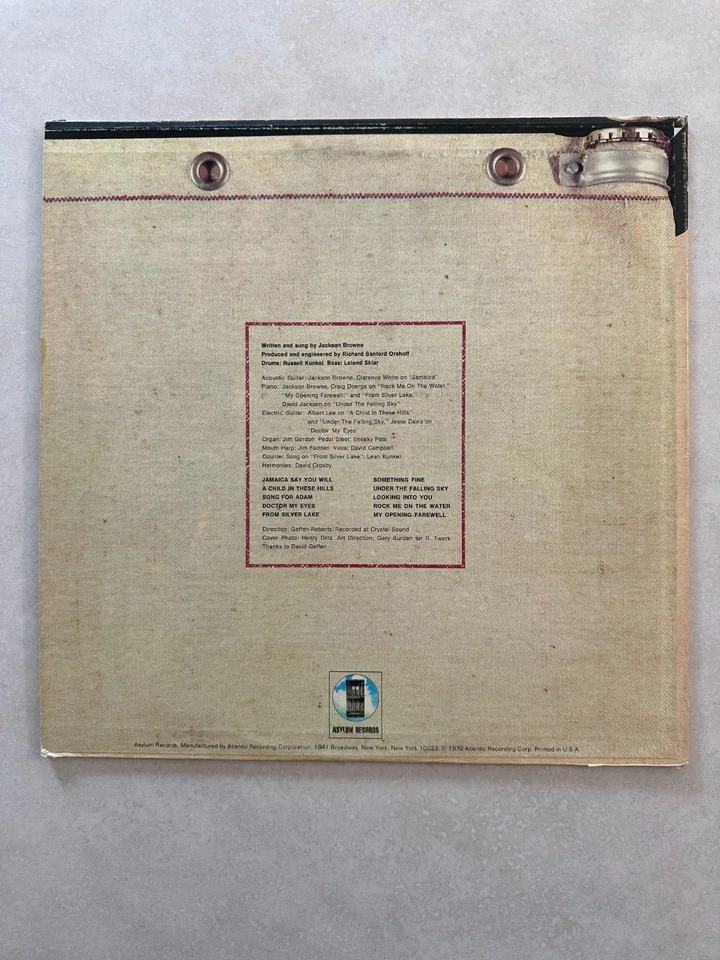 Written and sung by Jackson Browne
Produced and engineered by Richard Sanford Orshoff
Drums: Russell Kunkel Bass: Leland Sklar
Acoustic Guitar: Jackson Browne, Clarence White on "Jamaica"
Piano: Jackson Browne, Craig Doerge on "Rock Me On The Water,"
"My Opening Farewell;" and "From Silver Lake,"
David Jackson on "Under The Falling Sky"
Electric Guitar: Albert Lee on "A Child In These Hills"
and "Under The Falling Sky," Jesse Davis on
"Doctor My Eyes"
Organ: Jim Gordon Pedal Steel: Sneaky Pete
Mouth Harp: Jim Fadden Viola: David Campbell
Counter Song on "From Silver Lake": Leah Kunkel
Harmonies: David Crosby
JAMAICA SAY YOU WILL
A CHILD IN THESE HILLS
SONG FOR ADAM
DOCTOR MY EYES
FROM SILVER LAKE
SOMETHING FINE
UNDER THE FALLING SKY
LOOKING INTO YOU
ROCK ME ON THE WATER
MY OPENING FAREWELL
Direction: Geffen-Roberts/Recorded at Crystal Sound
Cover Photo: Henry Diltz Art Direction: Gary Burden for R. Twerk
Thanks to David Geffen
ASYLUM RECORDS
Asylum Records, Manufactured by Atlantic Recording Corporation, 1841 Broadway, New York, New York 10023. © 1972 Atlantic Recording Corp. Printed in U.S.A.